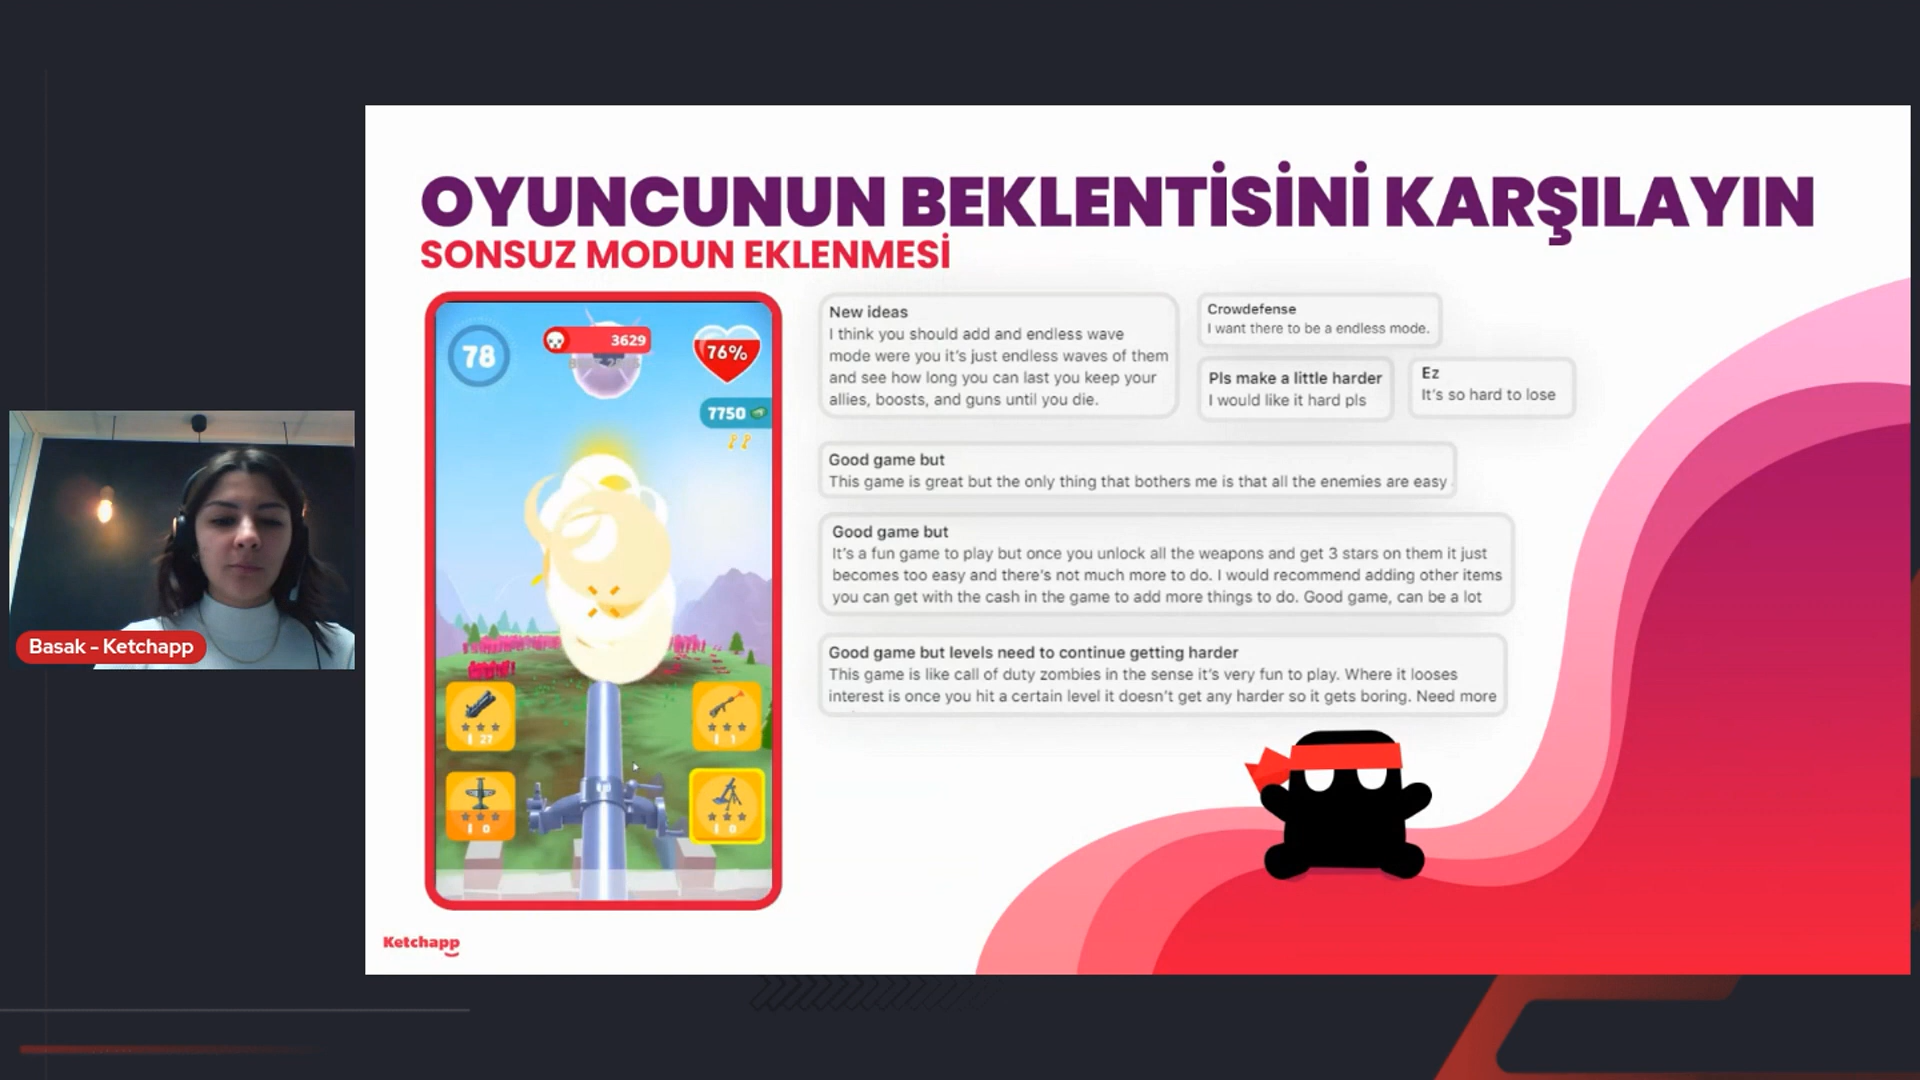 OYUNCUNUN BEKLENTİSİNİ KARŞILAYIN
SONSUZ MODUN EKLENMESİ
78
3629
76%
7750
27
1
0
0
New ideas
I think you should add and endless wave
mode were you it's just endless waves of them
and see how long you can last you keep your
allies, boosts, and guns until you die.
Crowdefense
I want there to be a endless mode.
Pls make a little harder
I would like it hard pls
Ez
It's so hard to lose
Good game but
This game is great but the only thing that bothers me is that all the enemies are easy
Good game but
It's a fun game to play but once you unlock all the weapons and get 3 stars on them it just
becomes too easy and there's not much more to do. I would recommend adding other items
you can get with the cash in the game to add more things to do. Good game, can be a lot
Good game but levels need to continue getting harder
This game is like call of duty zombies in the sense it's very fun to play. Where it looses
interest is once you hit a certain level it doesn't get any harder so it gets boring. Need more
Basak - Ketchapp
Ketchapp